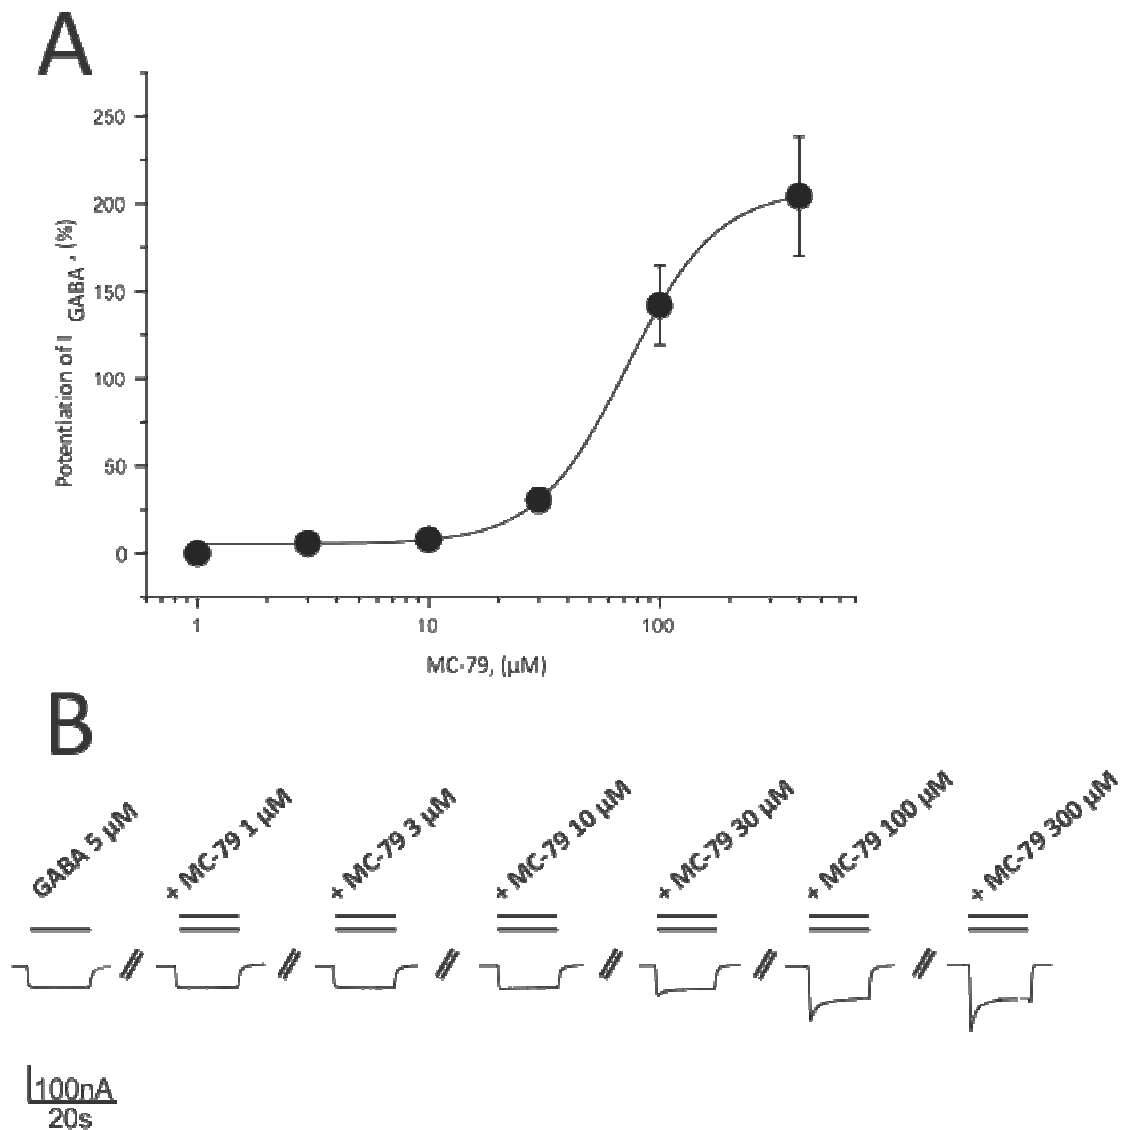 A
250
200
150
100
50
0
Potentiation of I GABA, (%)
1 10 100
MC-79, (µM)
B
GABA 5 µM
+ MC-79 1 µM
+ MC-79 3 µM
+ MC-79 10 µM
+ MC-79 30 µM
+ MC-79 100 µM
+ MC-79 300 µM
100nA
20s